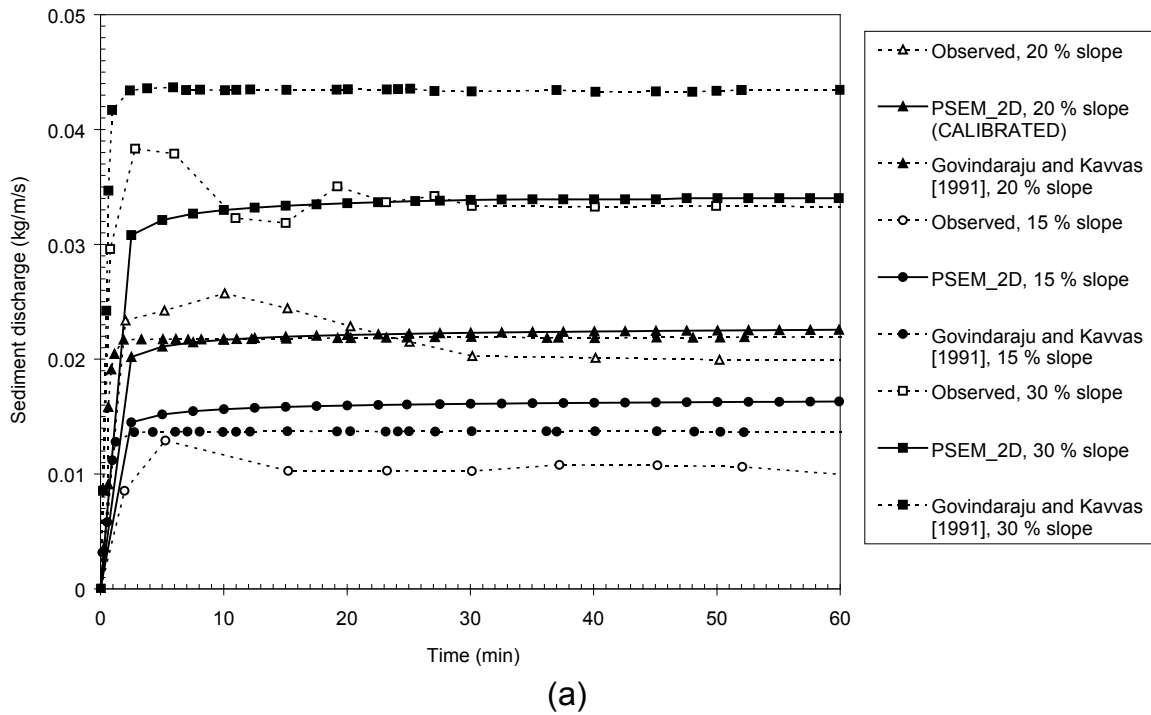 0.05
0.04
0.03
0.02
0.01
0
Sediment discharge (kg/m/s)
0
10
20
30
40
50
60
Time (min)
Observed, 20 % slope
PSEM_2D, 20 % slope
(CALIBRATED)
Govindaraju and Kavvas
[1991], 20 % slope
Observed, 15 % slope
PSEM_2D, 15 % slope
Govindaraju and Kavvas
[1991], 15 % slope
Observed, 30 % slope
PSEM_2D, 30 % slope
Govindaraju and Kavvas
[1991], 30 % slope
(a)